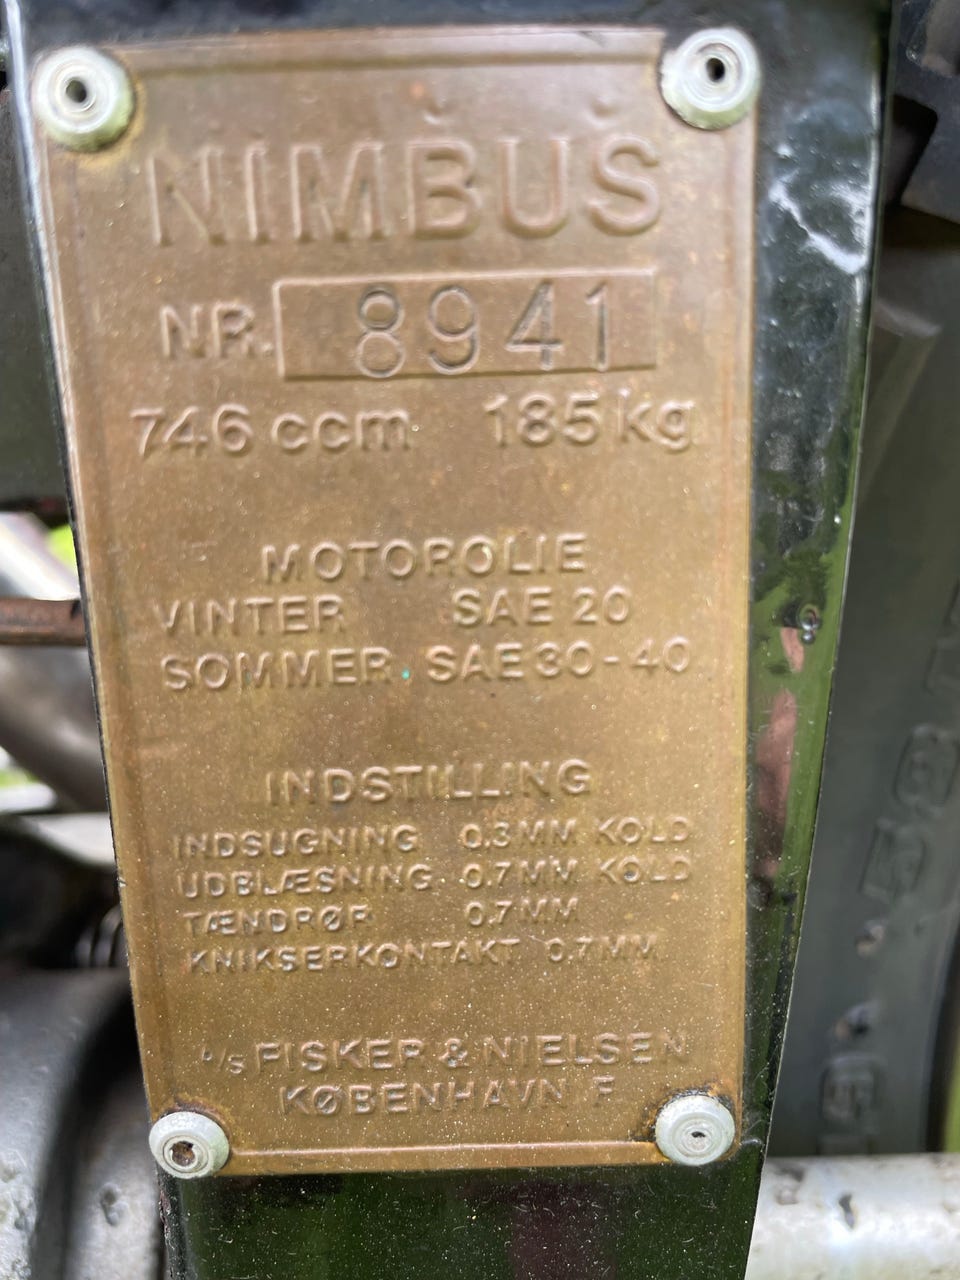 NIMBUS
NR. 8941
746 ccm 185 kg
MOTOROLIE
VINTER SAE 20
SOMMER SAE 30-40
INDSTILLING
INDSUGNING 0.3 MM KOLD
UDBLÆSNING 0.7 MM KOLD
TÆNDRØR 0.7 MM
KNIKSERKONTAKT 0.7 MM
A/S FISKER & NIELSEN
KØBENHAVN F